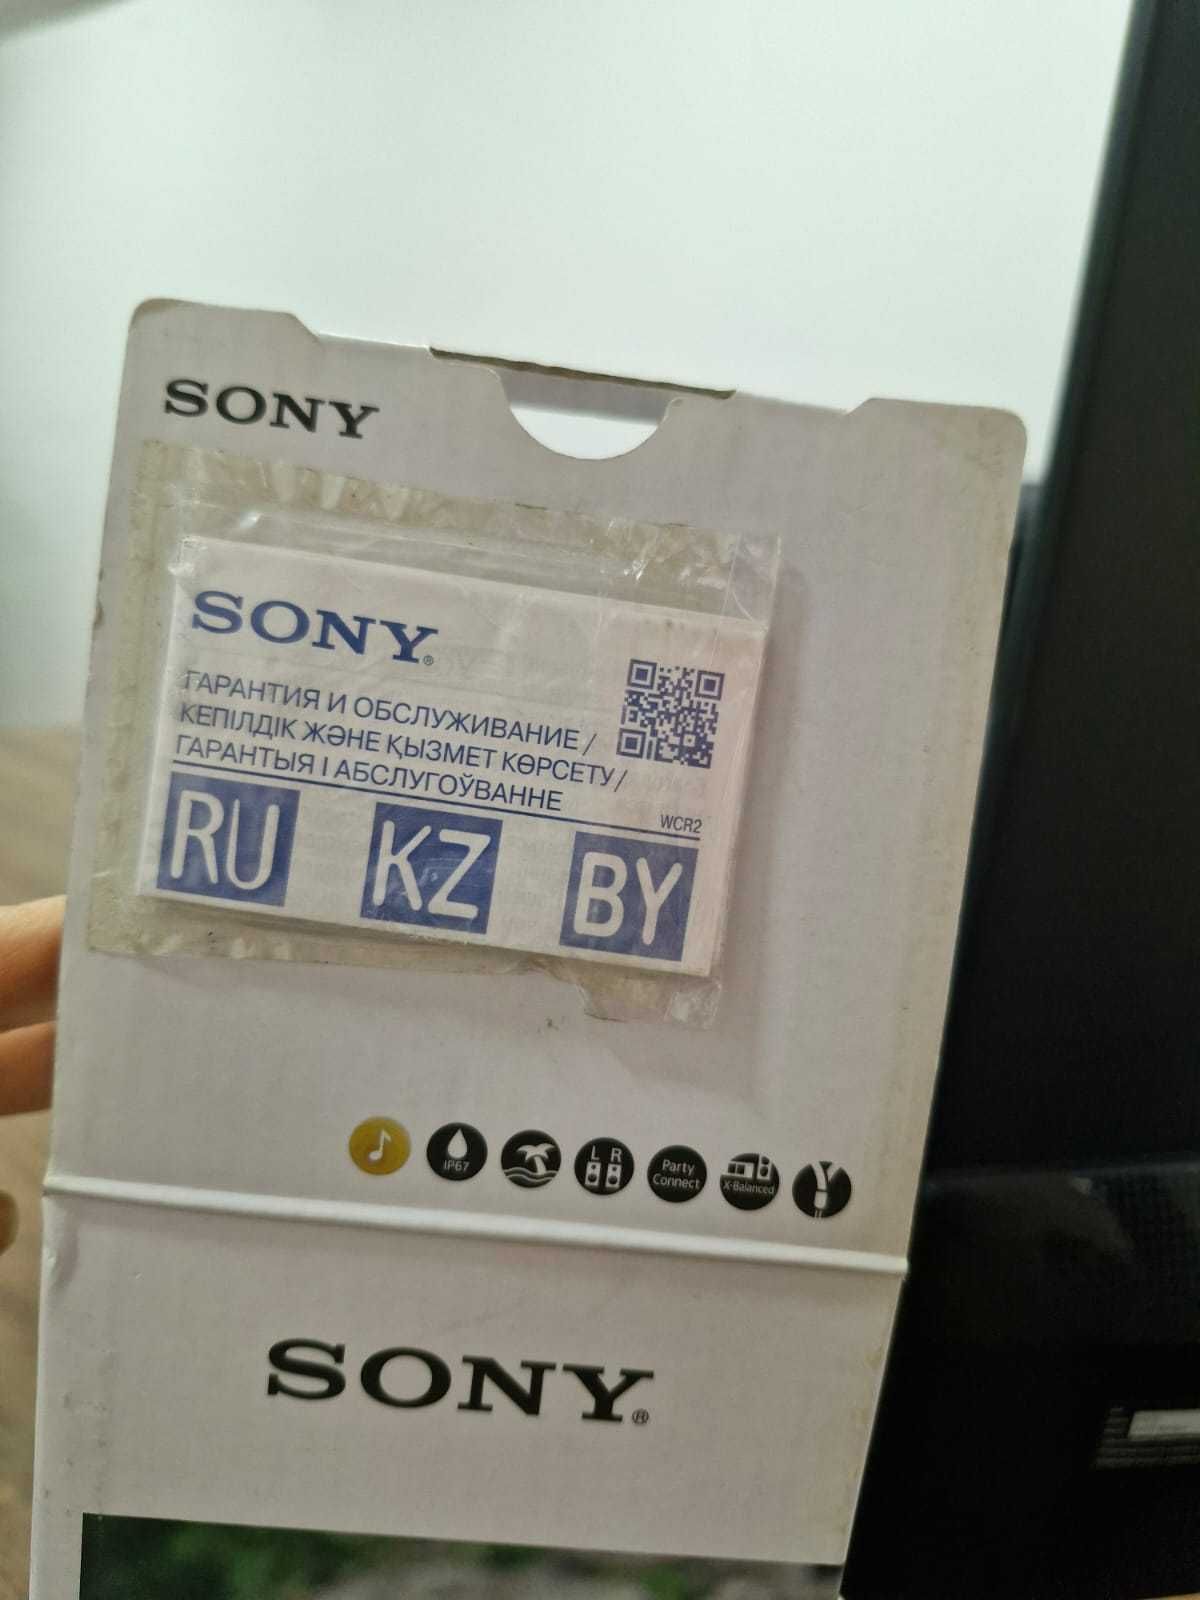 SONY
SONY®
ГАРАНТИЯ И ОБСЛУЖИВАНИЕ /
КЕПІЛДІК ЖӘНЕ ҚЫЗМЕТ КӨРСЕТУ /
ГАРАНТЫЯ І АБСЛУГОЎВАННЕ
WCR2
RU KZ BY
IP67
L R
Party
Connect
X-Balanced
SONY®